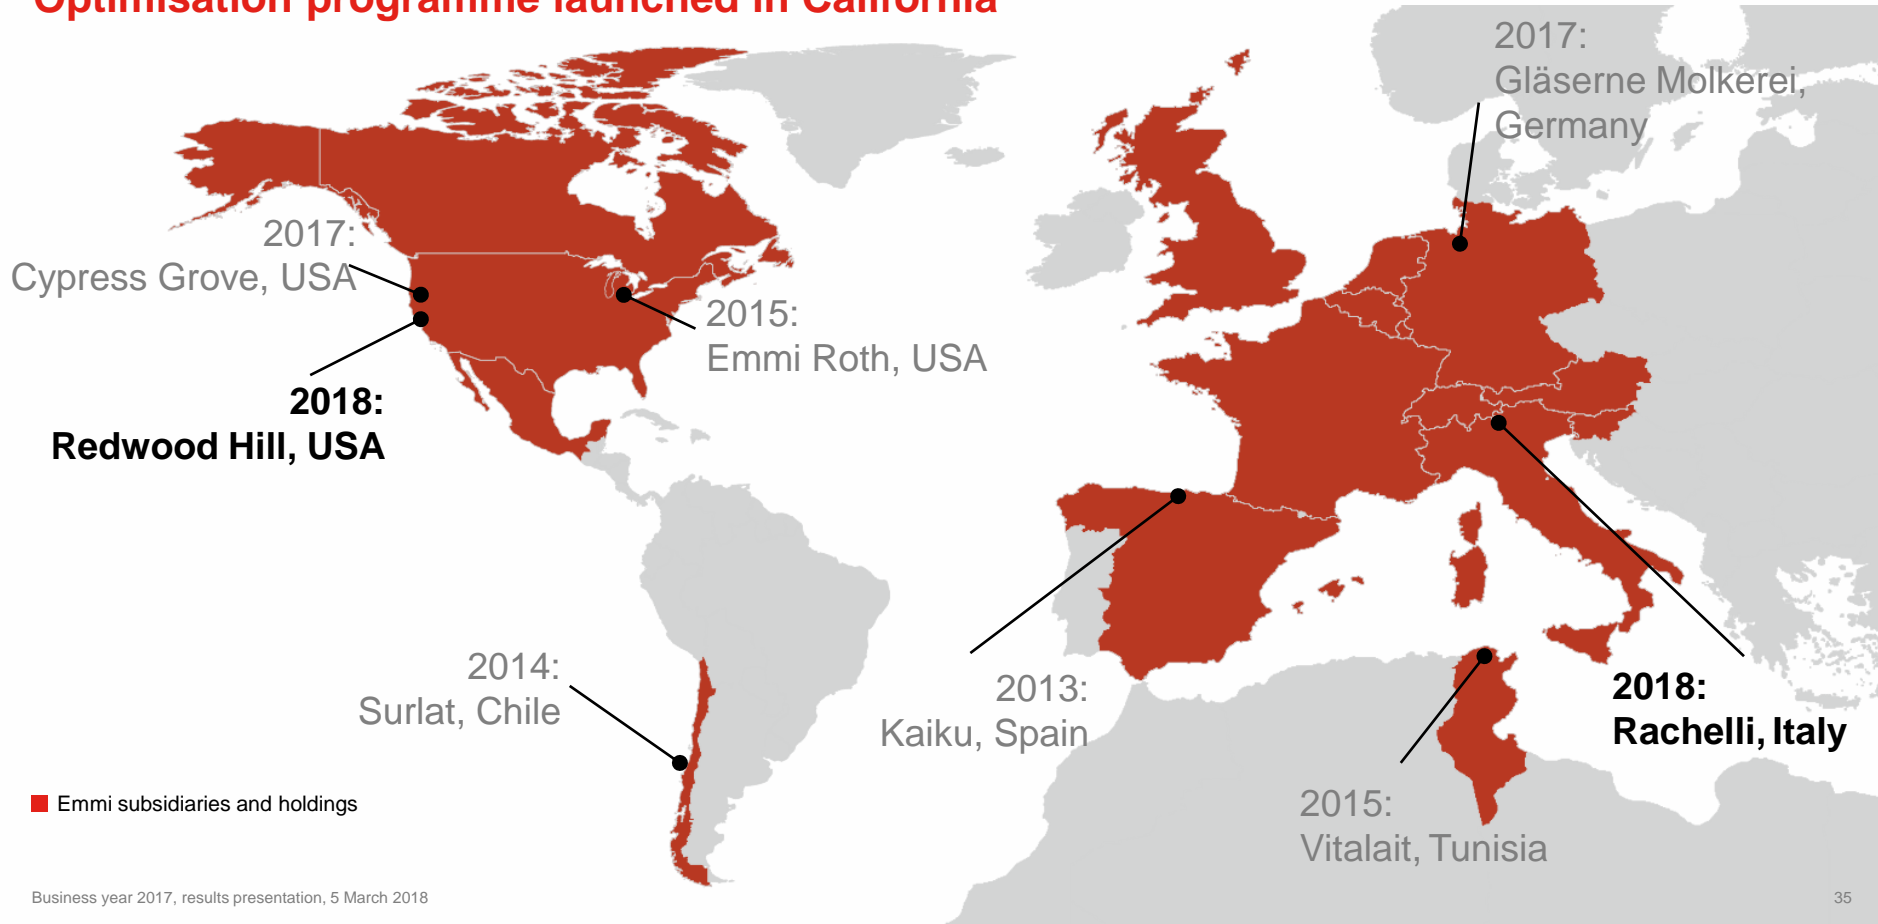 Optimisation programme launched in California
2017:
Gläserne Molkerei,
Germany
2017:
Cypress Grove, USA
2015:
Emmi Roth, USA
2018:
Redwood Hill, USA
2014:
Surlat, Chile
2013:
Kaiku, Spain
2018:
Rachelli, Italy
2015:
Vitalait, Tunisia
Emmi subsidiaries and holdings
Business year 2017, results presentation, 5 March 2018
35